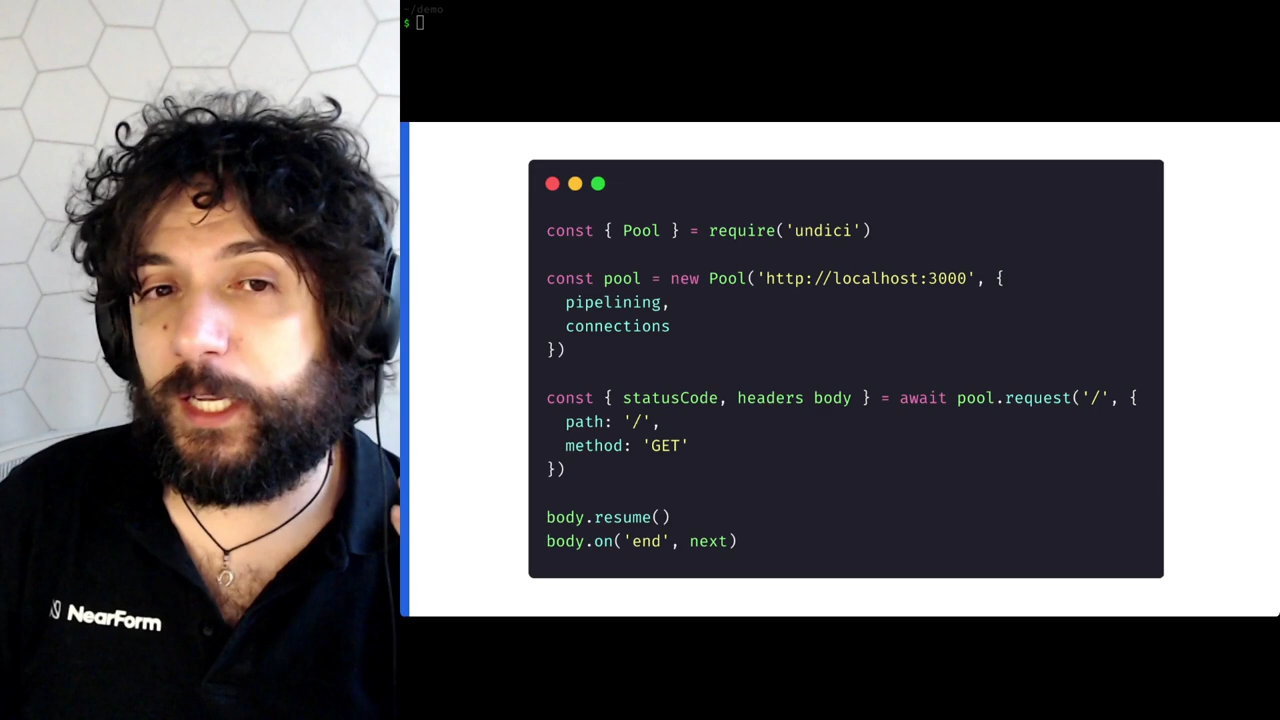 ~/demo
$
const { Pool } = require('undici')
const pool = new Pool('http://localhost:3000', {
  pipelining,
  connections
})
const { statusCode, headers body } = await pool.request('/', {
  path: '/',
  method: 'GET'
})
body.resume()
body.on('end', next)
NearForm